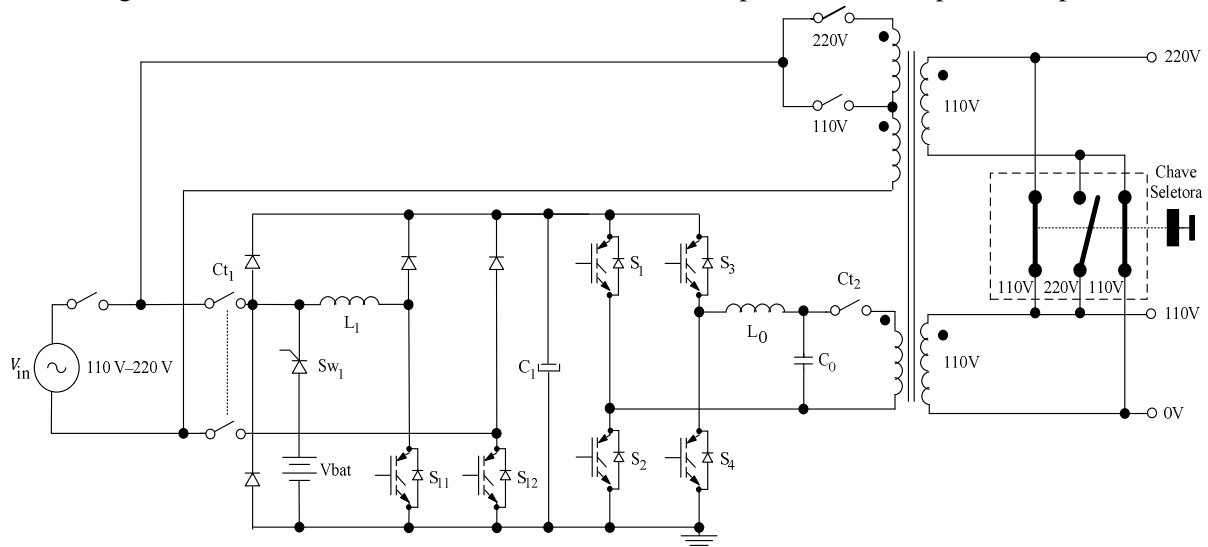 220V
110V
220V
110V
Chave
Seletora
110V 220V 110V
110V
110V
0V
Ct1
L1
Sw1
Vbat
Vin
110 V–220 V
S11
S12
C1
S1
S2
S3
S4
L0
C0
Ct2